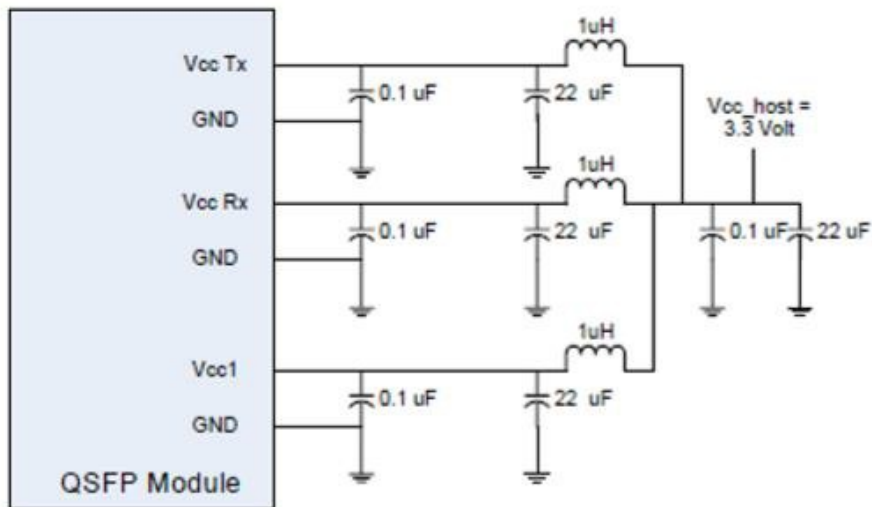 1uH
Vcc Tx
0.1 uF
22 uF
GND
Vcc_host =
3.3 Volt
1uH
Vcc Rx
0.1 uF
22 uF
0.1 uF
22 uF
GND
1uH
Vcc1
0.1 uF
22 uF
GND
QSFP Module